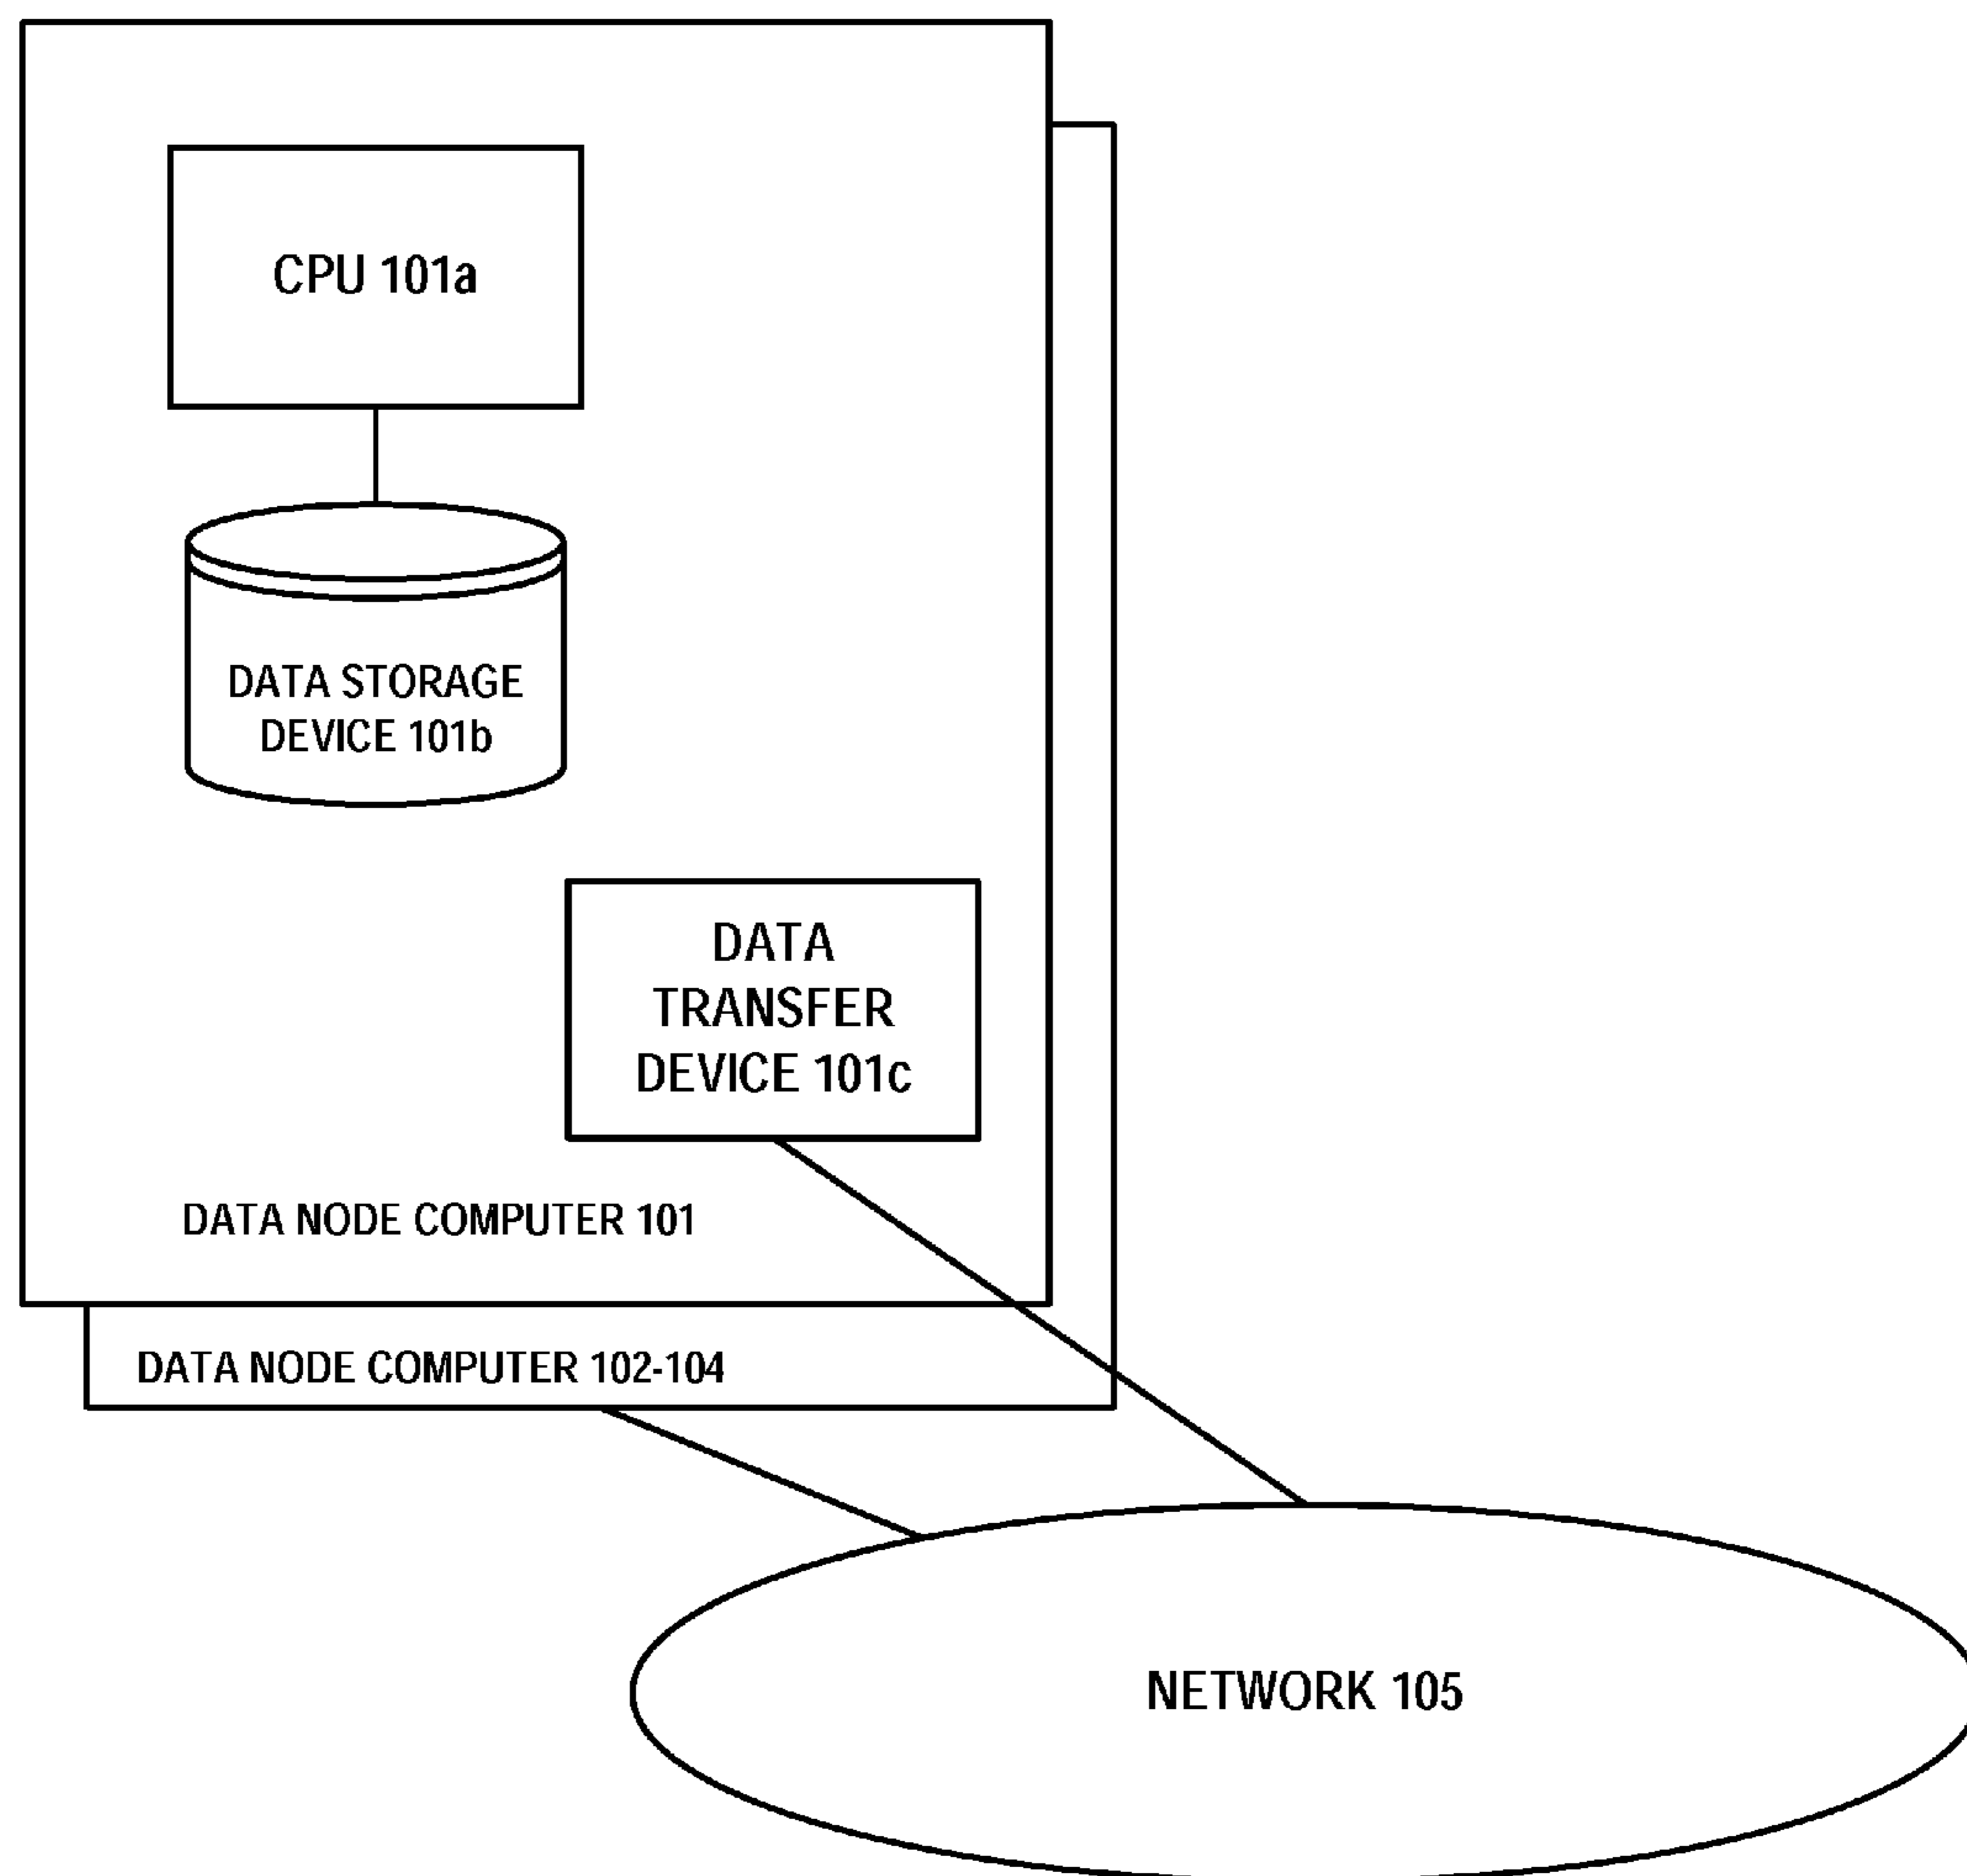 CPU 101a
DATA STORAGE
DEVICE 101b
DATA
TRANSFER
DEVICE 101c
DATA NODE COMPUTER 101
DATA NODE COMPUTER 102-104
NETWORK 105